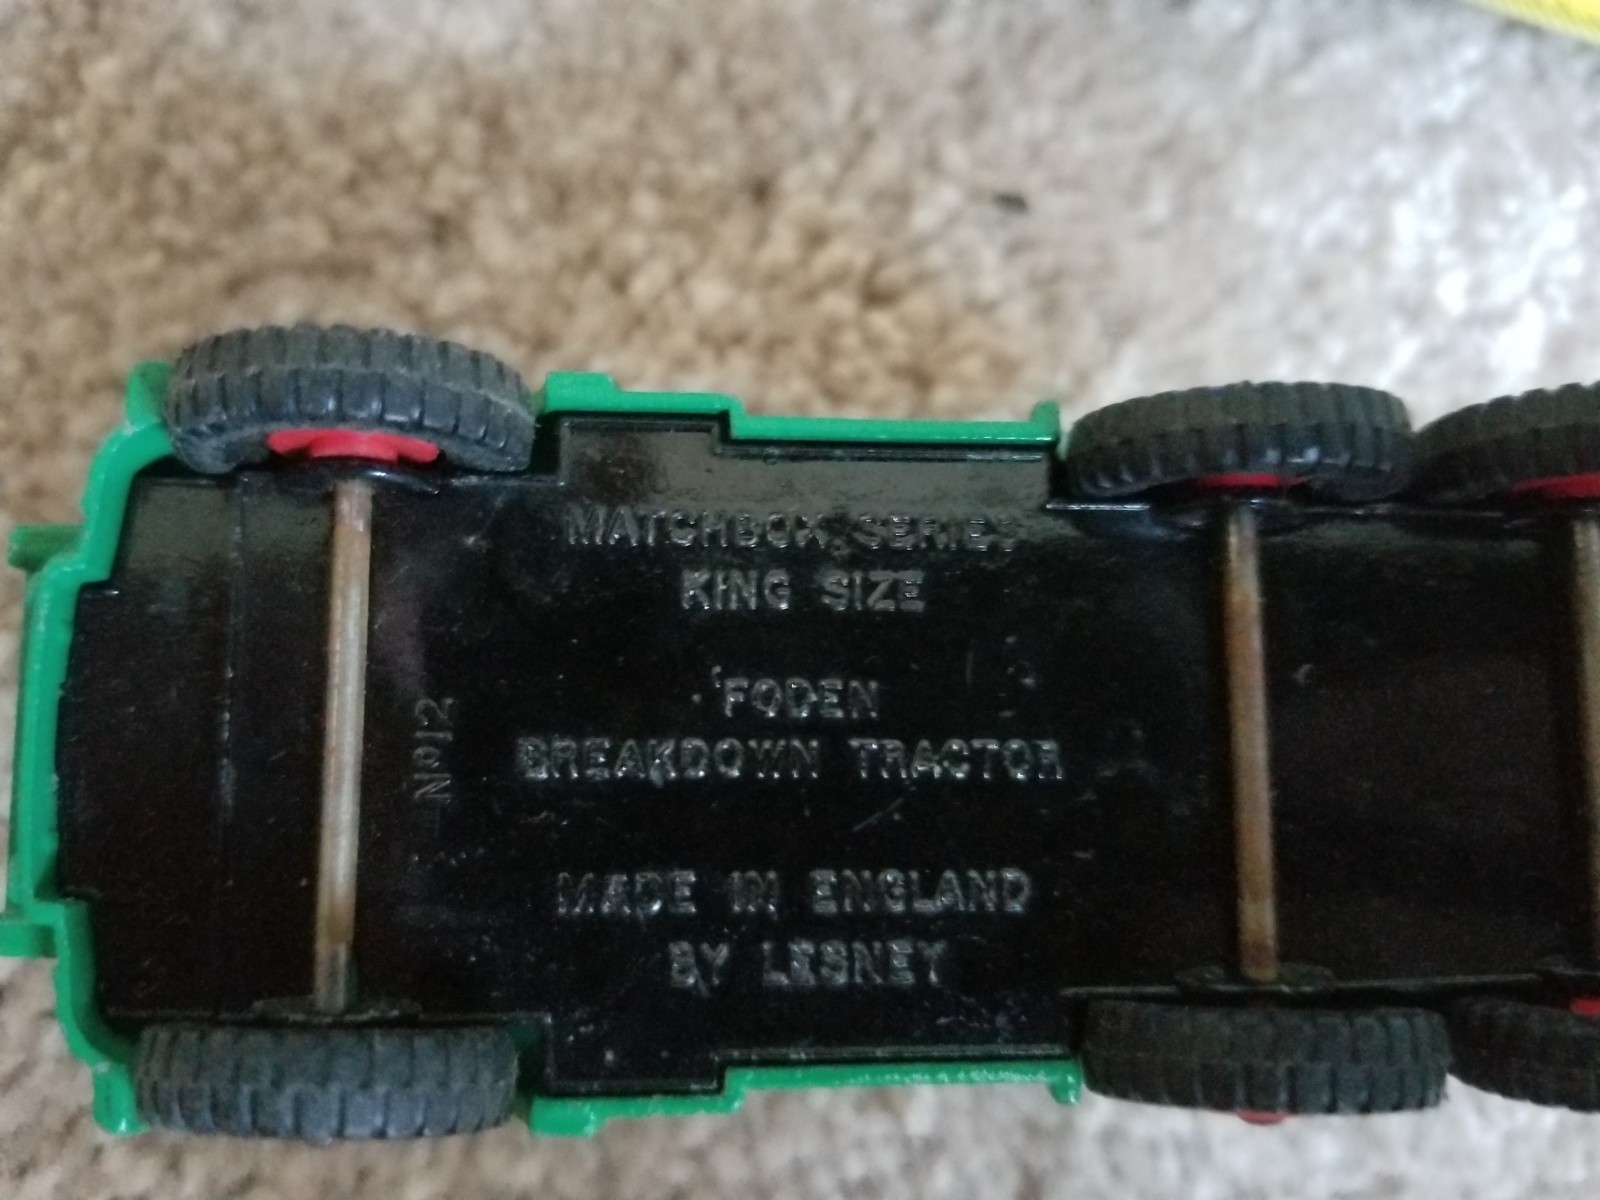 MATCHBOX SERIES
KING SIZE
FODEN
BREAKDOWN TRACTOR
MADE IN ENGLAND
BY LESNEY
No12